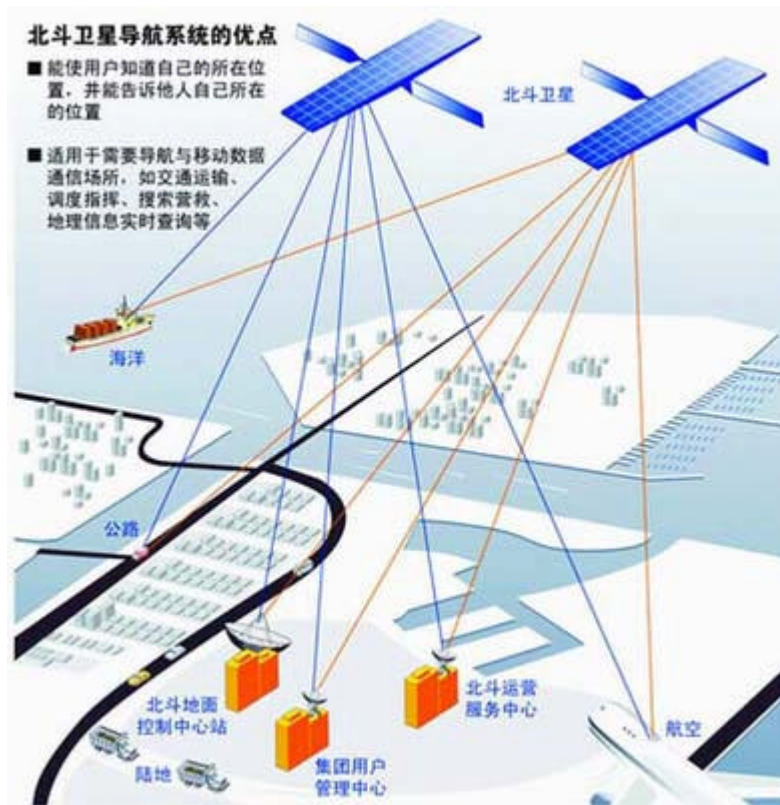 北斗卫星导航系统的优点
■ 能使用户知道自己的所在位
置，并能告诉他人自己所在
的位置
■ 适用于需要导航与移动数据
通信场所，如交通运输、
调度指挥、搜索营救、
地理信息实时查询等
北斗卫星
海洋
公路
北斗地面
控制中心站
北斗运营
服务中心
集团用户
管理中心
陆地
航空